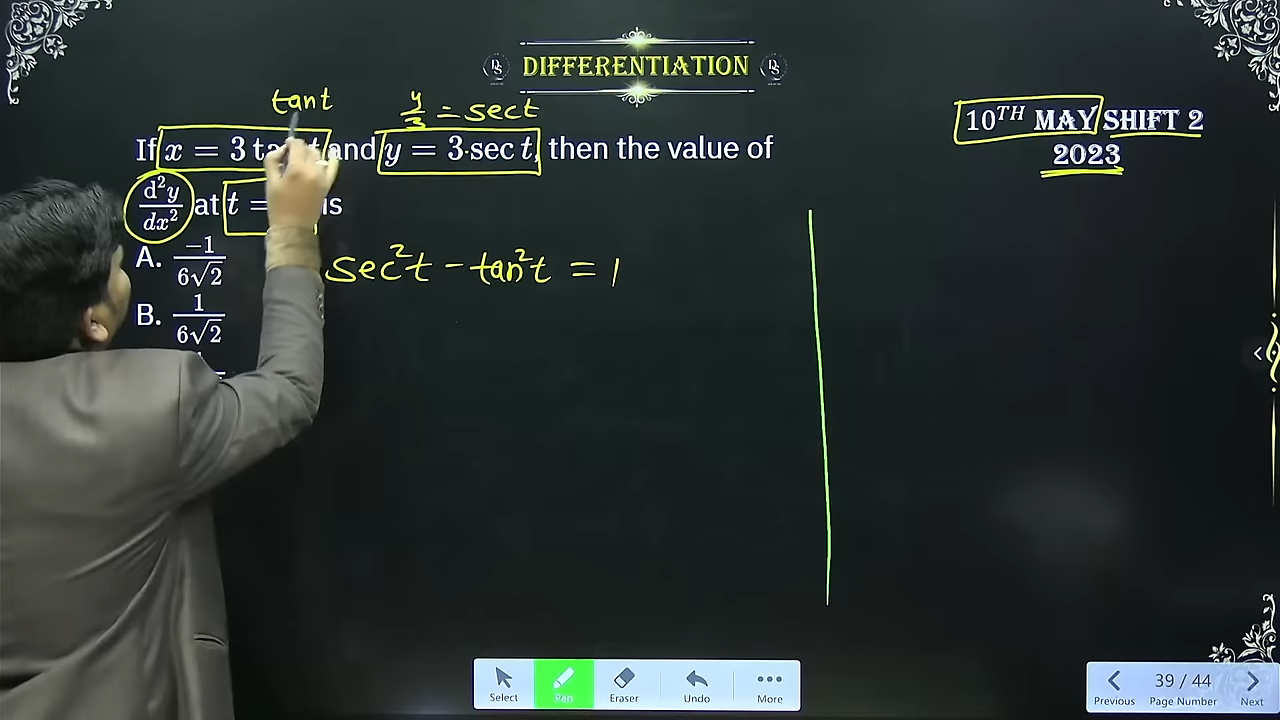 DIFFERENTIATION
tant
y/3 = sect
10TH MAY SHIFT 2
2023
If x = 3 tan t and y = 3·sec t, then the value of
d²y/dx² at t = is
A. -1/(6√2)
sec²t - tan²t = 1
B. 1/(6√2)
Select
Pen
Eraser
Undo
More
Previous
39 / 44
Page Number
Next